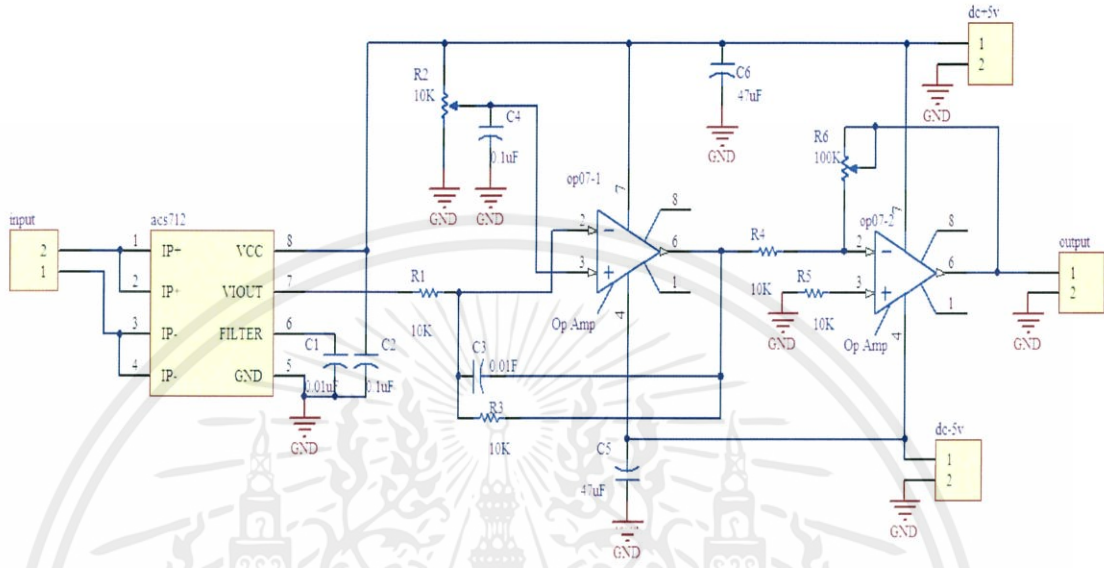 dc+5v
1
2
GND
R2
10K
C4
0.1uF
GND
GND
C6
47uF
GND
R6
100K
op07-1
7
8
2
3
6
1
4
Op Amp
op07-2
7
8
2
3
6
1
4
Op Amp
input
2
1
acs712
1 IP+
2 IP+
3 IP-
4 IP-
VCC 8
VIOUT 7
FILTER 6
GND 5
R1
10K
C1
0.01uF
C2
0.1uF
GND
C3
0.01F
R3
10K
R4
10K
R5
10K
GND
output
1
2
GND
C5
47uF
GND
dc-5v
1
2
GND